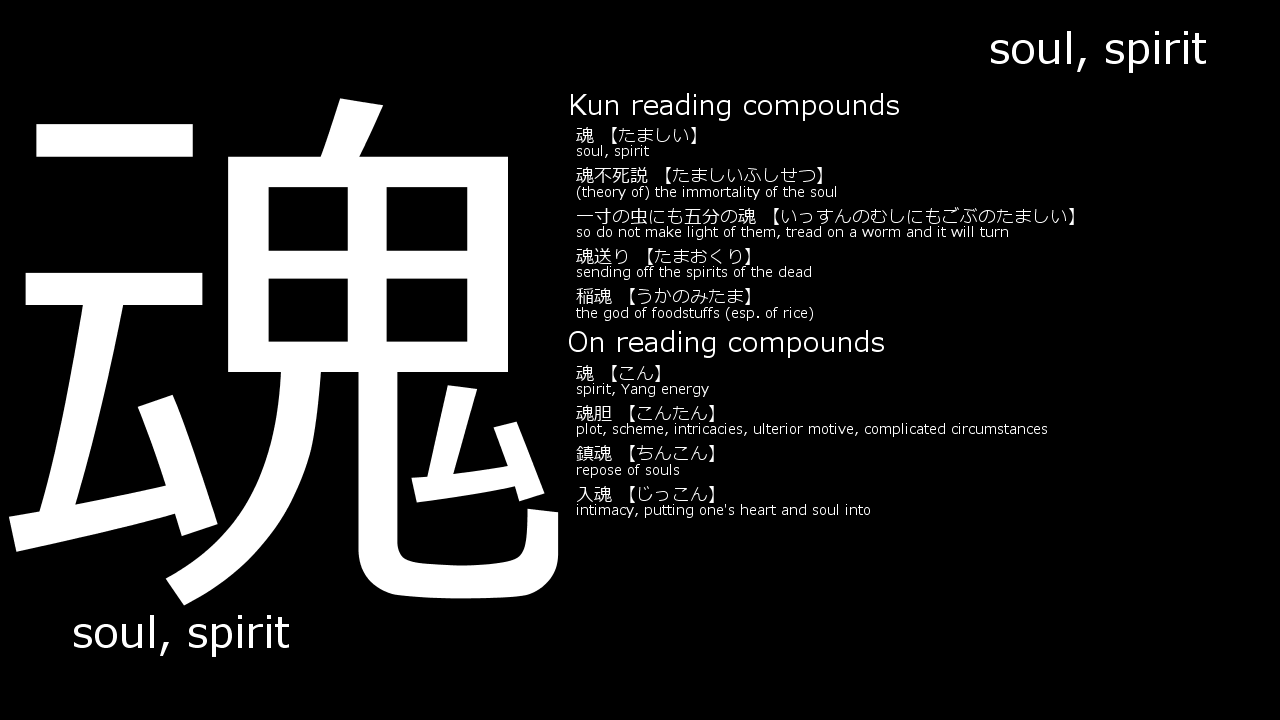 soul, spirit
魂
Kun reading compounds
魂 【たましい】
soul, spirit
魂不死説 【たましいふしせつ】
(theory of) the immortality of the soul
一寸の虫にも五分の魂 【いっすんのむしにもごぶのたましい】
so do not make light of them, tread on a worm and it will turn
魂送り 【たまおくり】
sending off the spirits of the dead
稲魂 【うかのみたま】
the god of foodstuffs (esp. of rice)
On reading compounds
魂 【こん】
spirit, Yang energy
魂胆 【こんたん】
plot, scheme, intricacies, ulterior motive, complicated circumstances
鎮魂 【ちんこん】
repose of souls
入魂 【じっこん】
intimacy, putting one's heart and soul into
soul, spirit